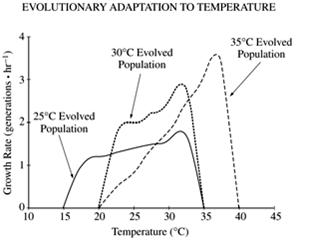 EVOLUTIONARY ADAPTATION TO TEMPERATURE
4
3
2
1
0
Growth Rate (generations • hr⁻¹)
25°C Evolved
Population
30°C Evolved
Population
35°C Evolved
Population
10 15 20 25 30 35 40 45
Temperature (°C)